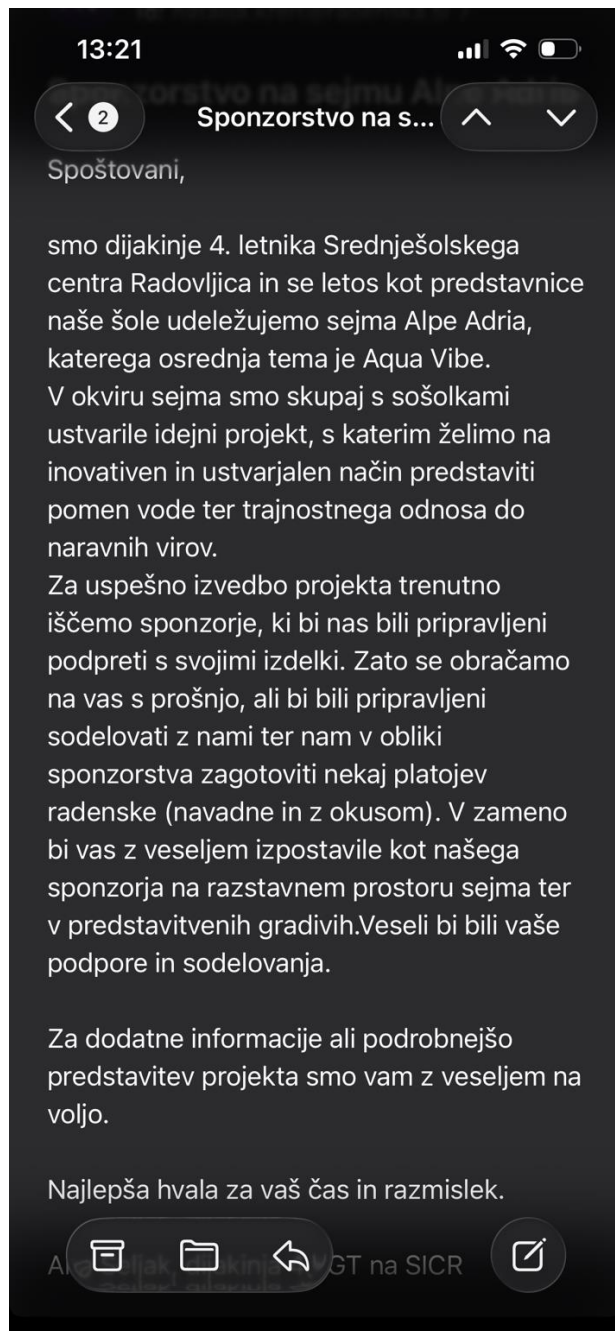 13:21
2
Sponzorstvo na s...
Spoštovani,
smo dijakinje 4. letnika Srednješolskega
centra Radovljica in se letos kot predstavnice
naše šole udeležujemo sejma Alpe Adria,
katerega osrednja tema je Aqua Vibe.
V okviru sejma smo skupaj s sošolkami
ustvarile idejni projekt, s katerim želimo na
inovativen in ustvarjalen način predstaviti
pomen vode ter trajnostnega odnosa do
naravnih virov.
Za uspešno izvedbo projekta trenutno
iščemo sponzorje, ki bi nas bili pripravljeni
podpreti s svojimi izdelki. Zato se obračamo
na vas s prošnjo, ali bi bili pripravljeni
sodelovati z nami ter nam v obliki
sponzorstva zagotoviti nekaj platojev
radenske (navadne in z okusom). V zameno
bi vas z veseljem izpostavile kot našega
sponzorja na razstavnem prostoru sejma ter
v predstavitvenih gradivih.Veseli bi bili vaše
podpore in sodelovanja.
Za dodatne informacije ali podrobnejšo
predstavitev projekta smo vam z veseljem na
voljo.
Najlepša hvala za vaš čas in razmislek.
GT na SICR